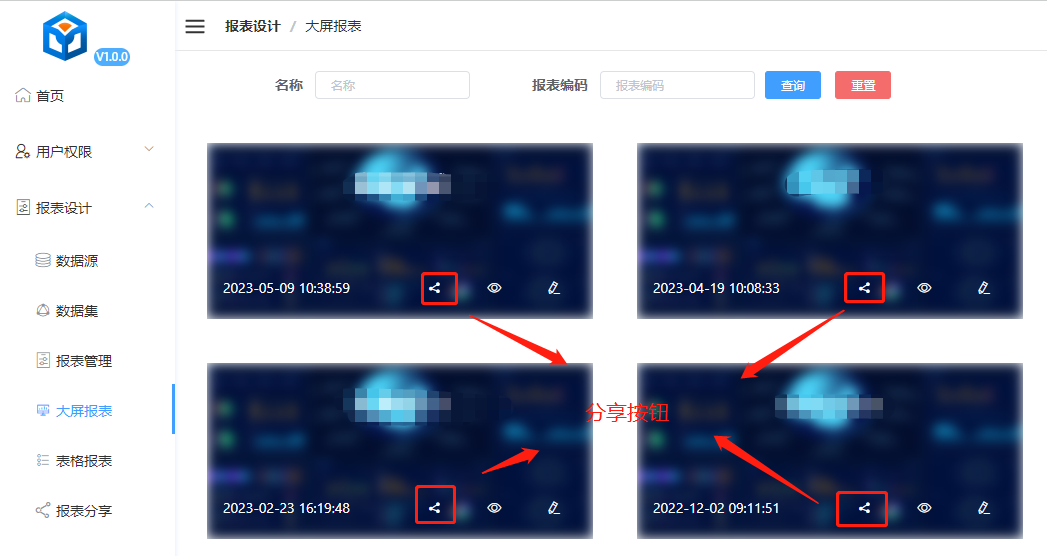 V1.0.0
首页
用户权限
报表设计
数据源
数据集
报表管理
大屏报表
表格报表
报表分享
报表设计 / 大屏报表
名称 名称 报表编码 报表编码 查询 重置
2023-05-09 10:38:59
2023-04-19 10:08:33
分享按钮
2023-02-23 16:19:48
2022-12-02 09:11:51